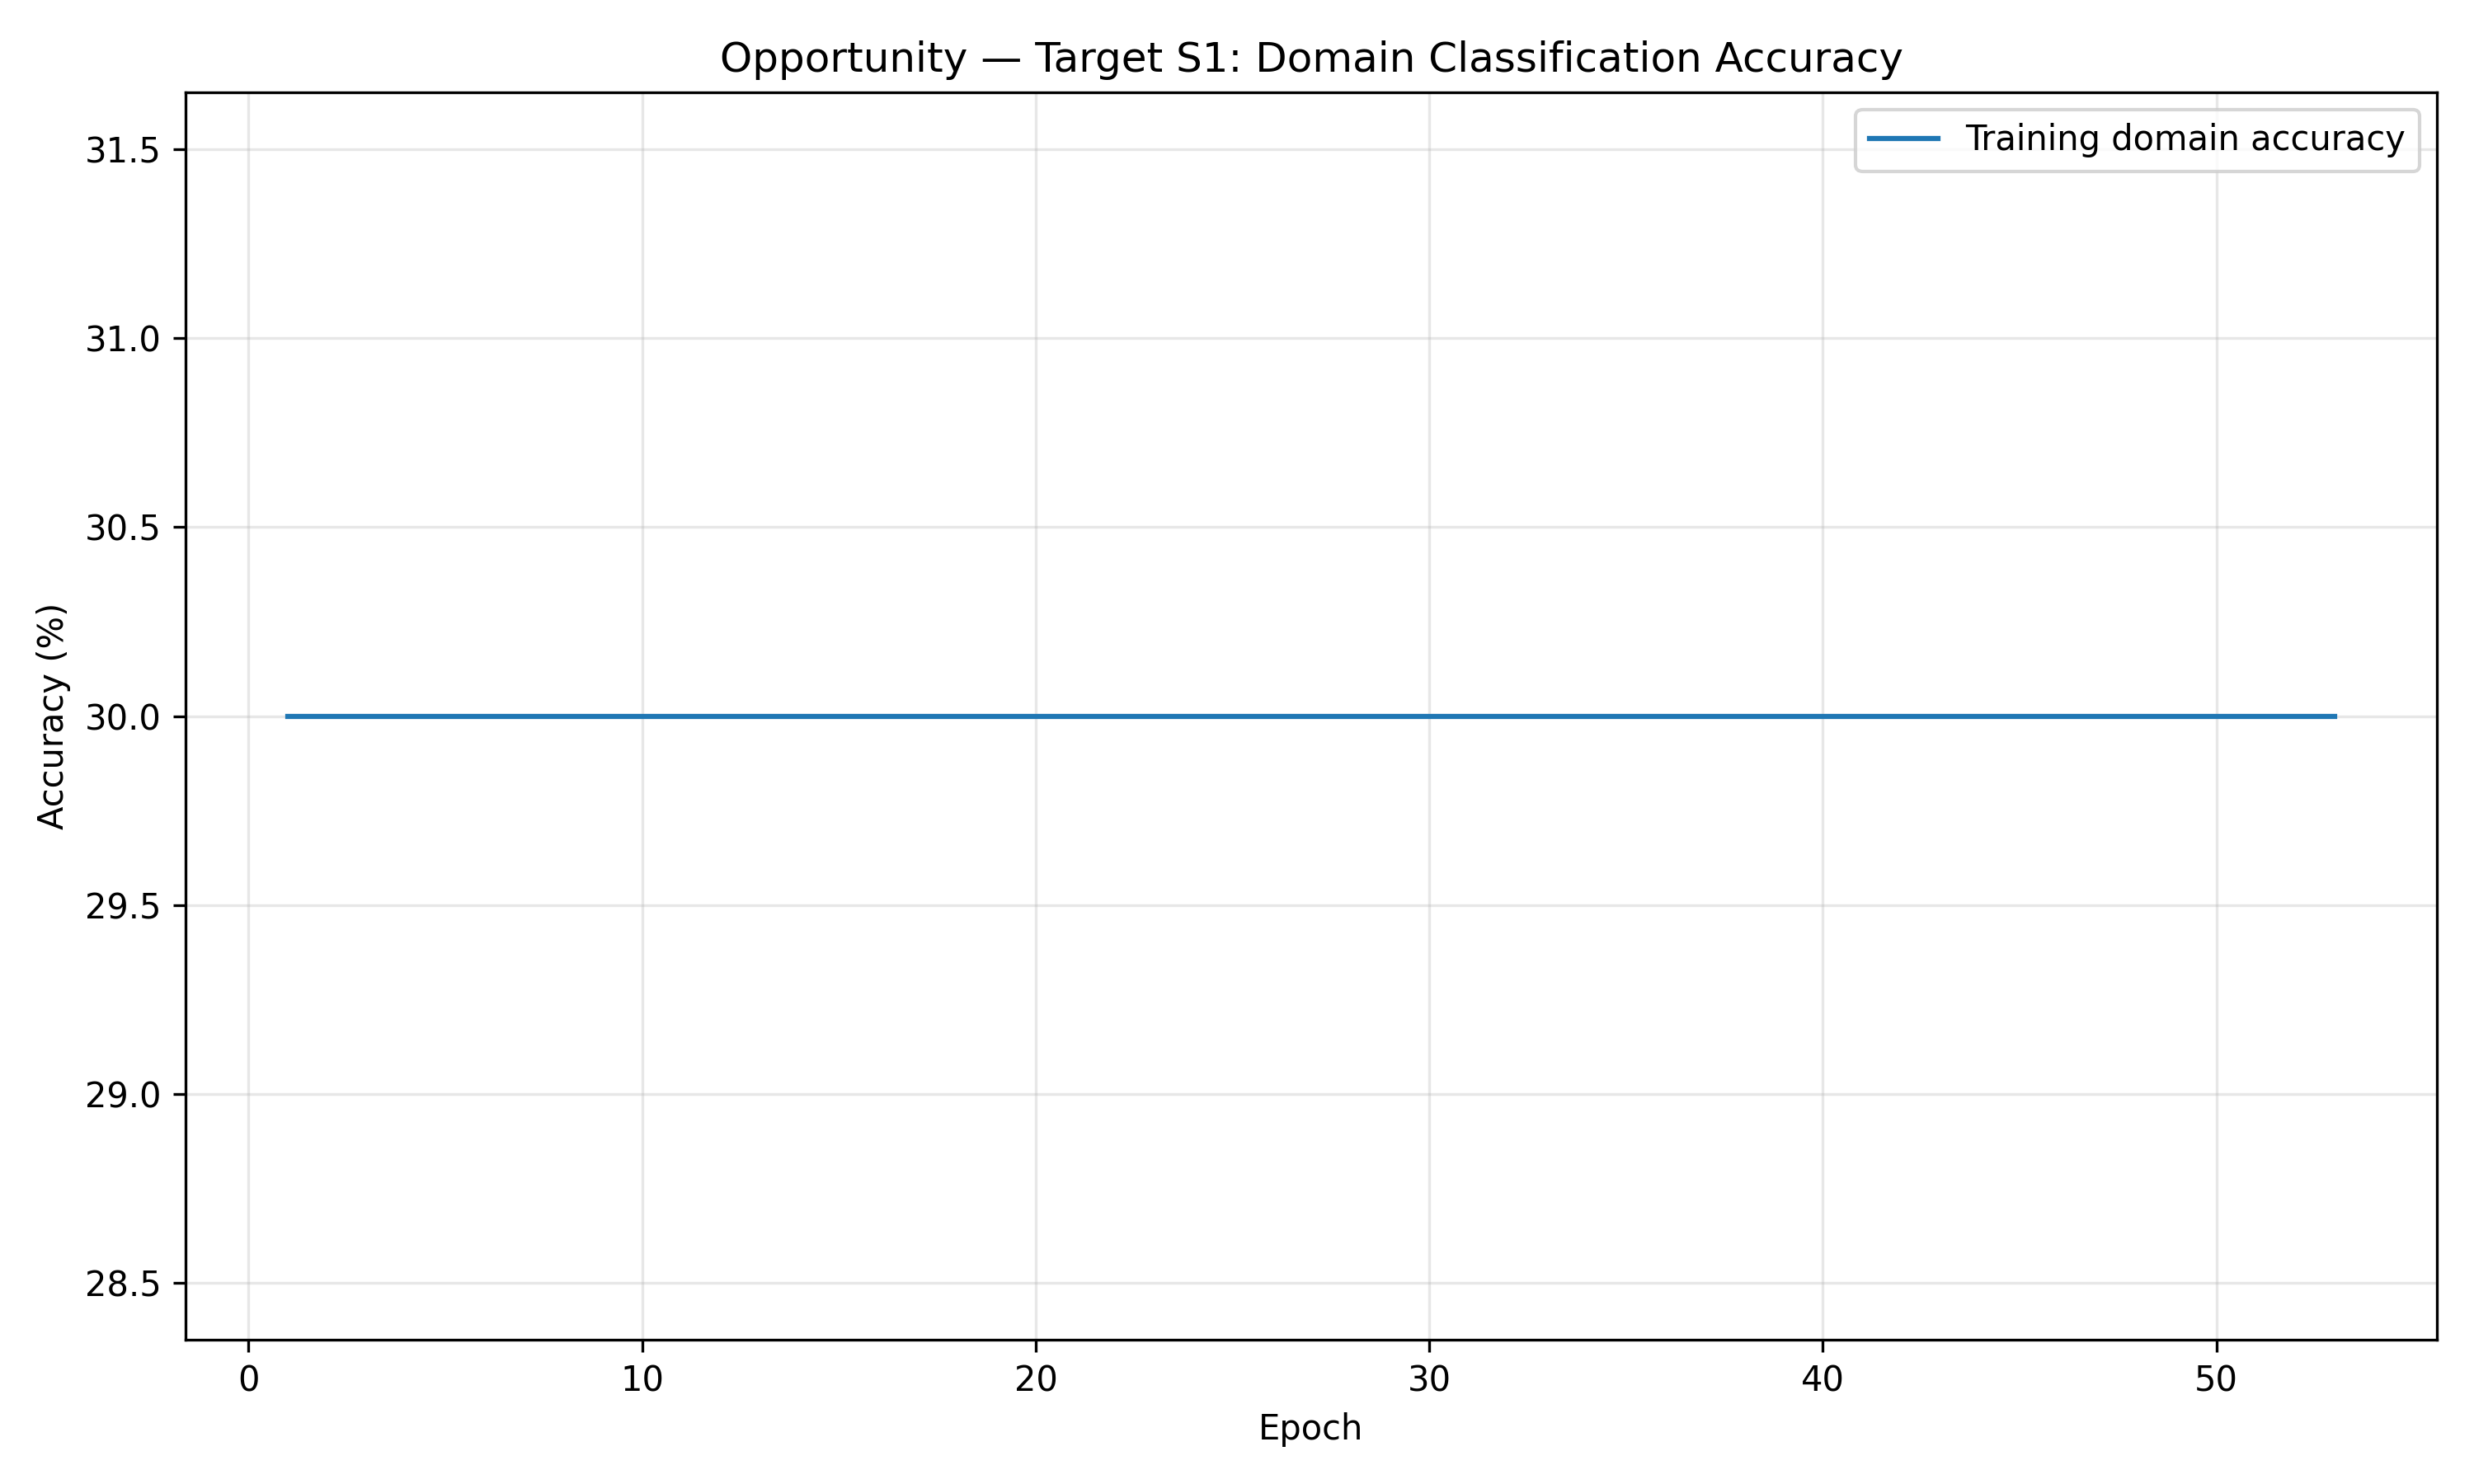 Opportunity — Target S1: Domain Classification Accuracy
Training domain accuracy
31.5
31.0
30.5
30.0
29.5
29.0
28.5
Accuracy (%)
0 10 20 30 40 50
Epoch